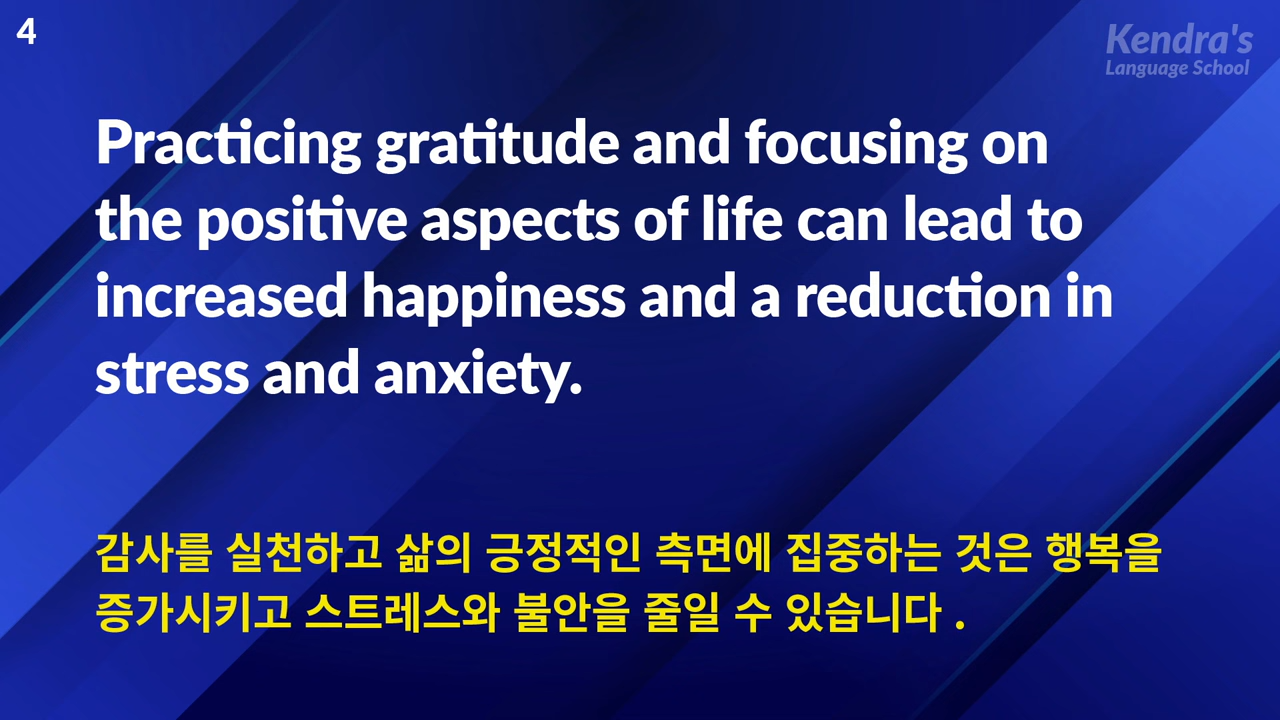 4
Kendra's
Language School
Practicing gratitude and focusing on
the positive aspects of life can lead to
increased happiness and a reduction in
stress and anxiety.
감사를 실천하고 삶의 긍정적인 측면에 집중하는 것은 행복을
증가시키고 스트레스와 불안을 줄일 수 있습니다 .